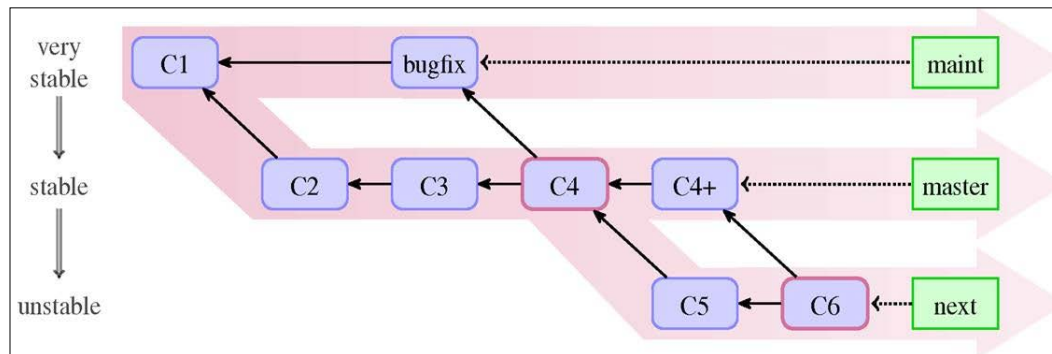 very
stable
C1
bugfix
maint
stable
C2
C3
C4
C4+
master
unstable
C5
C6
next